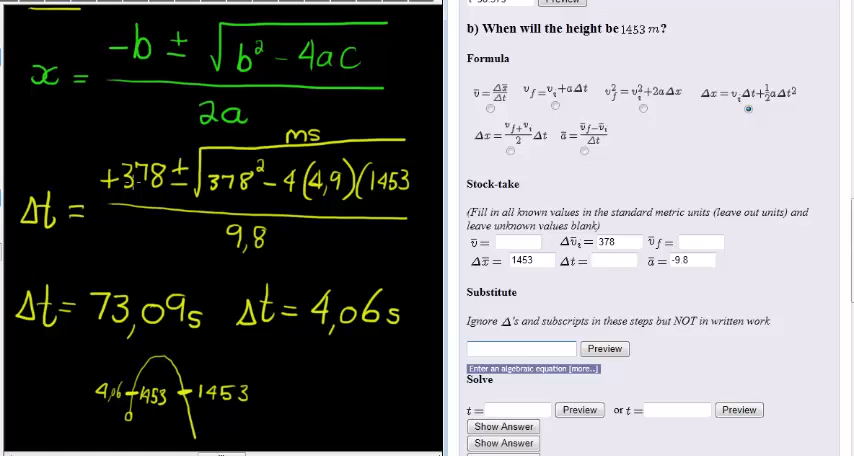 x = -b ± √b² - 4ac / 2a
ms
Δt = +378 ± √378² - 4(4,9)(1453 / 9,8
Δt = 73,09s Δt = 4,06s
4,06 1453 1453
0
Preview
b) When will the height be 1453 m?
Formula
v̄ = Δx̄/Δt v_f = v_i + aΔt v_f² = v_i² + 2aΔx Δx = v_iΔt + ½aΔt²
Δx = (v_f + v_i)/2 Δt ā = (v̄_f − v̄_i)/Δt
Stock-take
(Fill in all known values in the standard metric units (leave out units) and
leave unknown values blank)
v̄ = Δv̄_i = 378 v̄_f =
Δx̄ = 1453 Δt = ā = -9.8
Substitute
Ignore Δ's and subscripts in these steps but NOT in written work
Preview
Enter an algebraic equation [more..]
Solve
t = Preview or t = Preview
Show Answer
Show Answer